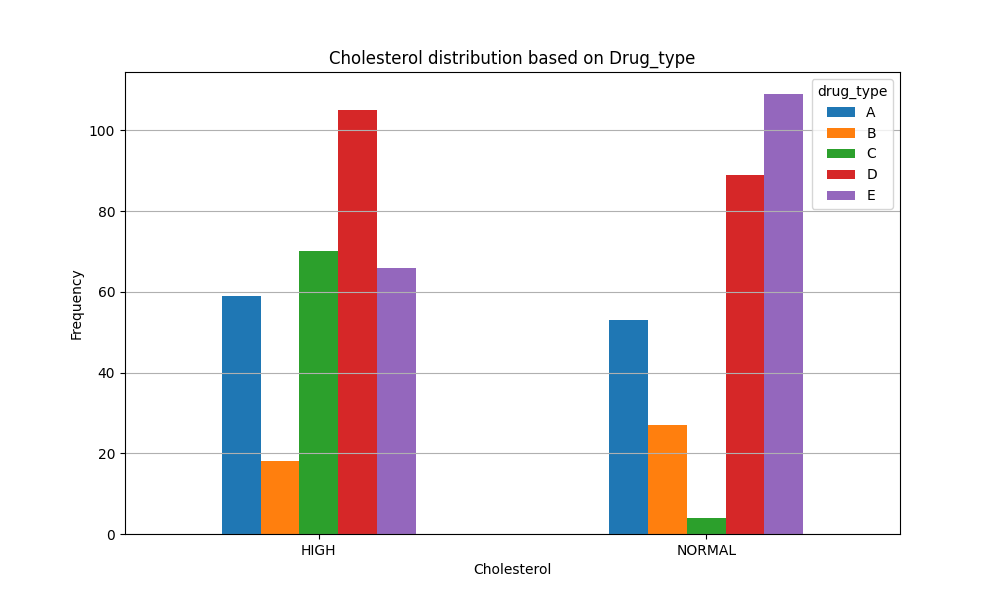 Cholesterol distribution based on Drug_type
drug_type
A
B
C
D
E
Frequency
100
80
60
40
20
0
HIGH
NORMAL
Cholesterol